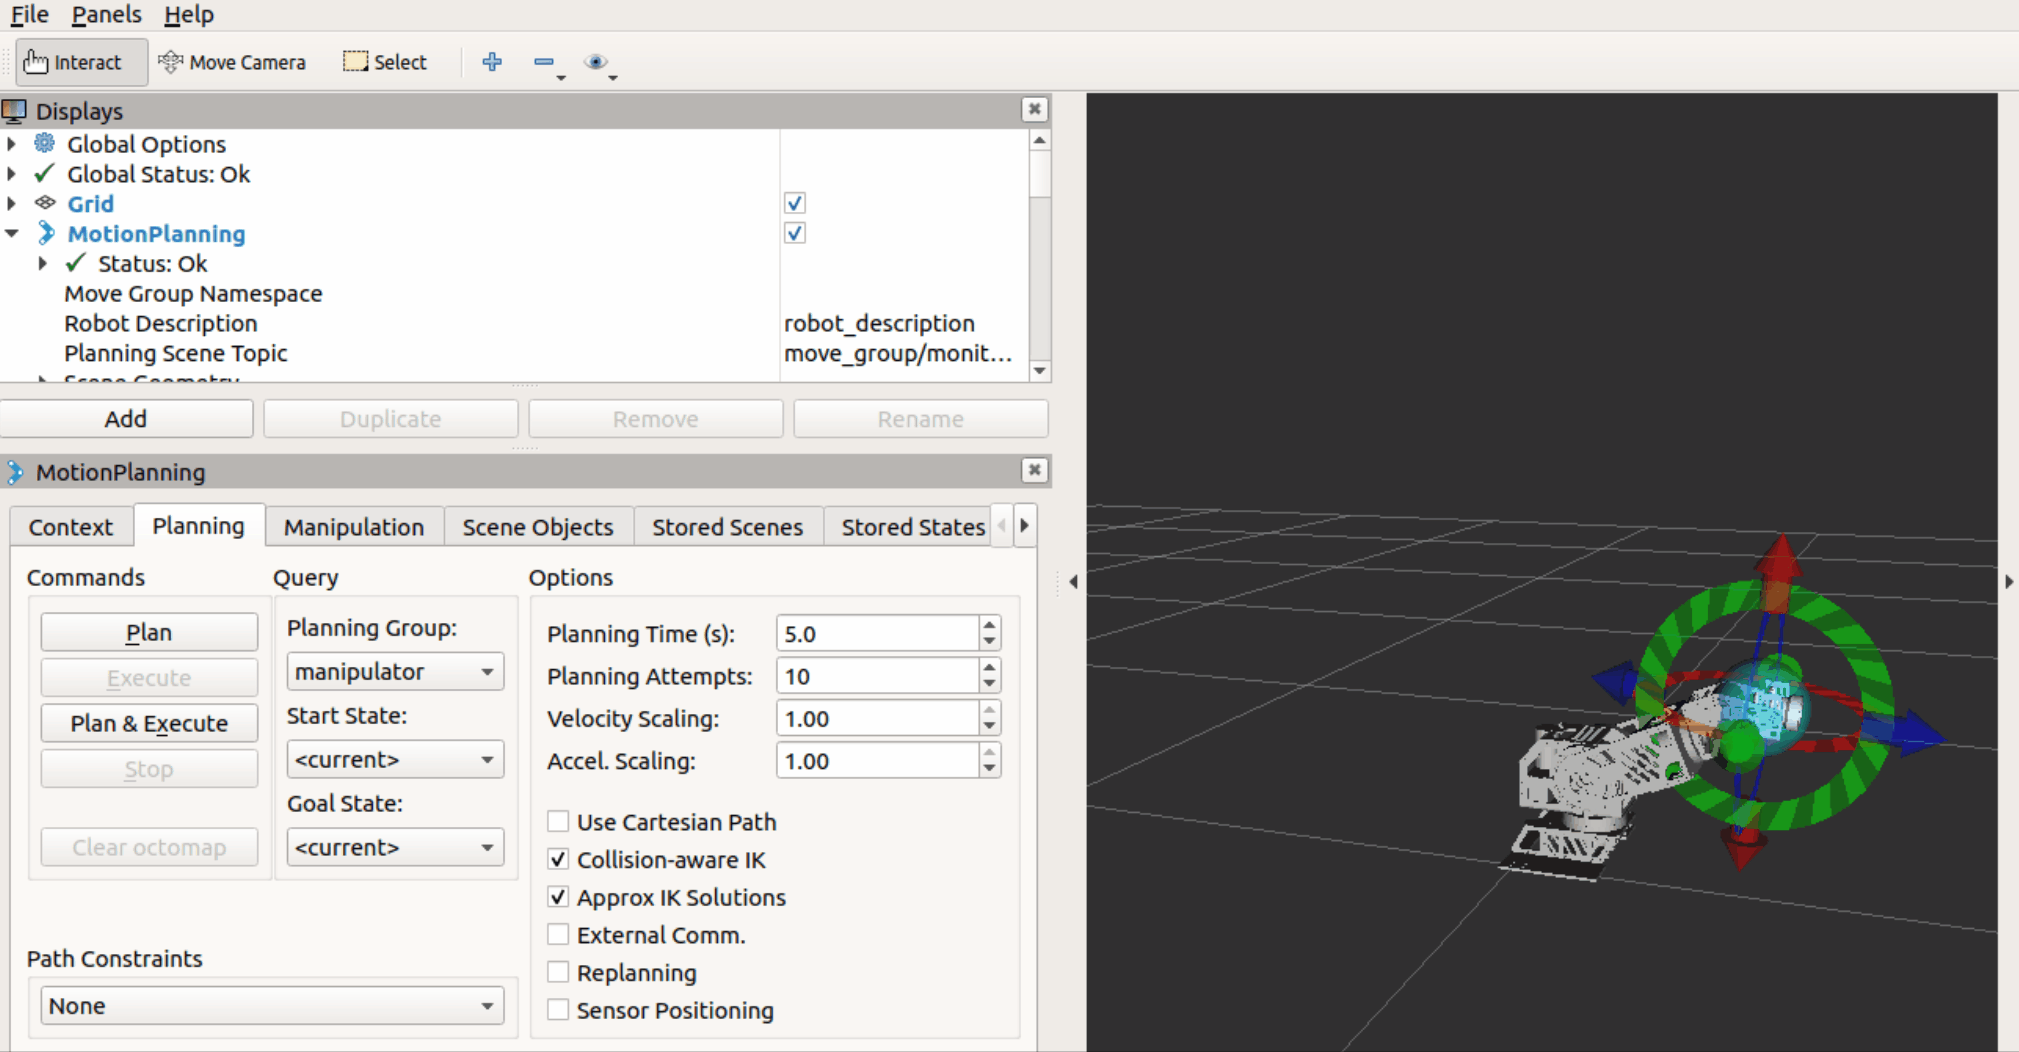 File Panels Help
Interact Move Camera Select
Displays
Global Options
Global Status: Ok
Grid
MotionPlanning
Status: Ok
Move Group Namespace
Robot Description robot_description
Planning Scene Topic move_group/monit...
Scene Geometry
Add Duplicate Remove Rename
MotionPlanning
Context Planning Manipulation Scene Objects Stored Scenes Stored States
Commands Query Options
Plan
Execute
Plan & Execute
Stop
Clear octomap
Planning Group:
manipulator
Start State:
<current>
Goal State:
<current>
Planning Time (s): 5.0
Planning Attempts: 10
Velocity Scaling: 1.00
Accel. Scaling: 1.00
Use Cartesian Path
Collision-aware IK
Approx IK Solutions
External Comm.
Replanning
Sensor Positioning
Path Constraints
None